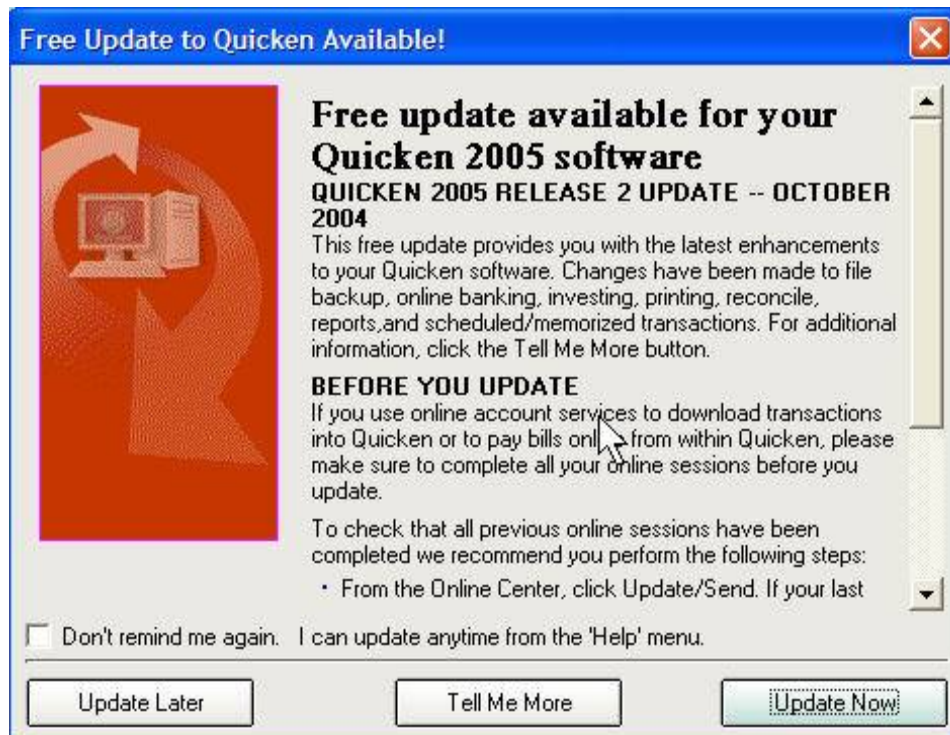 Free Update to Quicken Available!
Free update available for your
Quicken 2005 software
QUICKEN 2005 RELEASE 2 UPDATE -- OCTOBER
2004
This free update provides you with the latest enhancements
to your Quicken software. Changes have been made to file
backup, online banking, investing, printing, reconcile,
reports,and scheduled/memorized transactions. For additional
information, click the Tell Me More button.
BEFORE YOU UPDATE
If you use online account services to download transactions
into Quicken or to pay bills online from within Quicken, please
make sure to complete all your online sessions before you
update.
To check that all previous online sessions have been
completed we recommend you perform the following steps:
· From the Online Center, click Update/Send. If your last
Don't remind me again. I can update anytime from the 'Help' menu.
Update Later
Tell Me More
Update Now